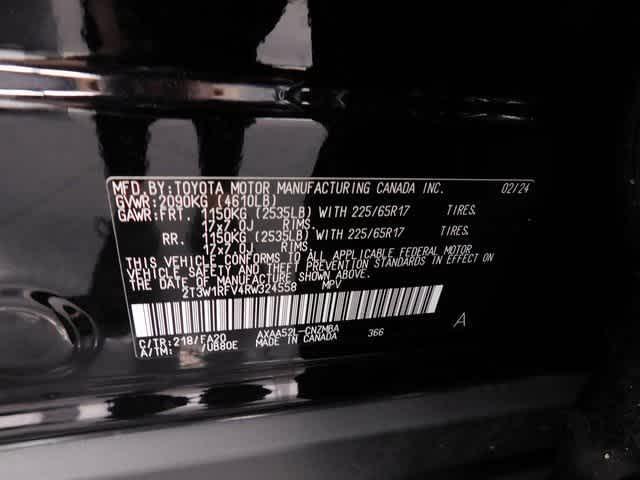 MFD. BY: TOYOTA MOTOR MANUFACTURING CANADA INC. 02/24
GVWR: 2090KG (4610LB)
GAWR: FRT. 1150KG (2535LB) WITH 225/65R17 TIRES.
17x7.0J RIMS.
RR. 1150KG (2535LB) WITH 225/65R17 TIRES.
17x7.0J RIMS.
THIS VEHICLE CONFORMS TO ALL APPLICABLE FEDERAL MOTOR
VEHICLE SAFETY AND THEFT PREVENTION STANDARDS IN EFFECT ON
THE DATE OF MANUFACTURE SHOWN ABOVE.
2T3W1RFV4RW324558 MPV
C/TR: 218/FA20 AXAA52L-CNZMBA 366 A
A/TM: /UB80E MADE IN CANADA